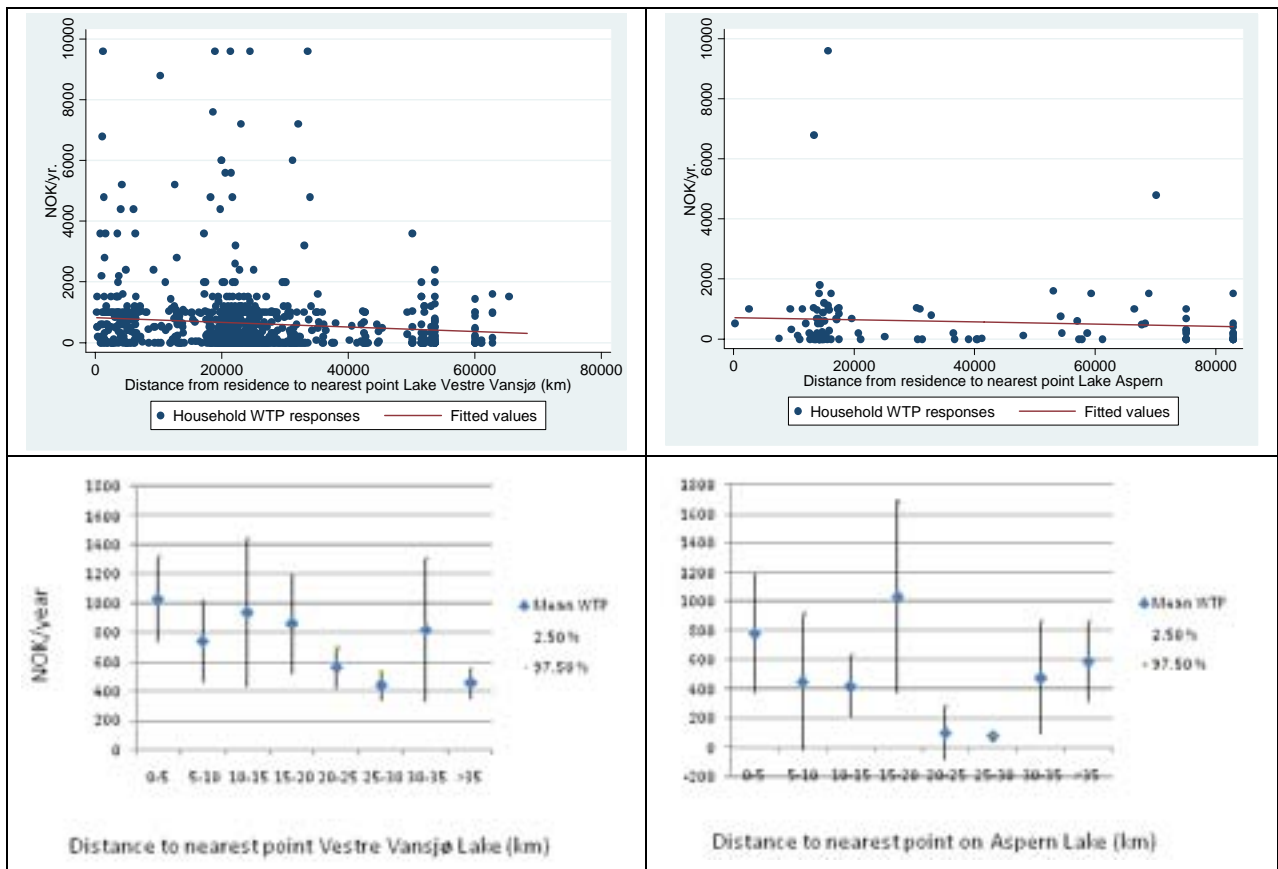 10000
8000
6000
4000
2000
0
NOK/yr.
0 20000 40000 60000 80000
Distance from residence to nearest point Lake Vestre Vansjø (km)
Household WTP responses Fitted values
10000
8000
6000
4000
2000
0
NOK/yr.
0 20000 40000 60000 80000
Distance from residence to nearest point Lake Aspern
Household WTP responses Fitted values
1800
1600
1400
1200
1000
800
600
400
200
0
NOK/year
0-5 5-10 10-15 15-20 20-25 25-30 30-35 >35
Mean WTP
2.50 %
- 97.50 %
Distance to nearest point Vestre Vansjø Lake (km)
1800
1600
1400
1200
1000
800
600
400
200
0
-200
0-5 5-10 10-15 15-20 20-25 25-30 30-35 >35
Mean WTP
2.50 %
- 97.50 %
Distance to nearest point on Aspern Lake (km)